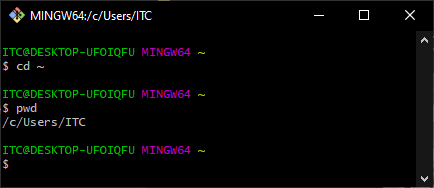 MINGW64:/c/Users/ITC
ITC@DESKTOP-UFOIQFU MINGW64 ~
$ cd ~
ITC@DESKTOP-UFOIQFU MINGW64 ~
$ pwd
/c/Users/ITC
ITC@DESKTOP-UFOIQFU MINGW64 ~
$